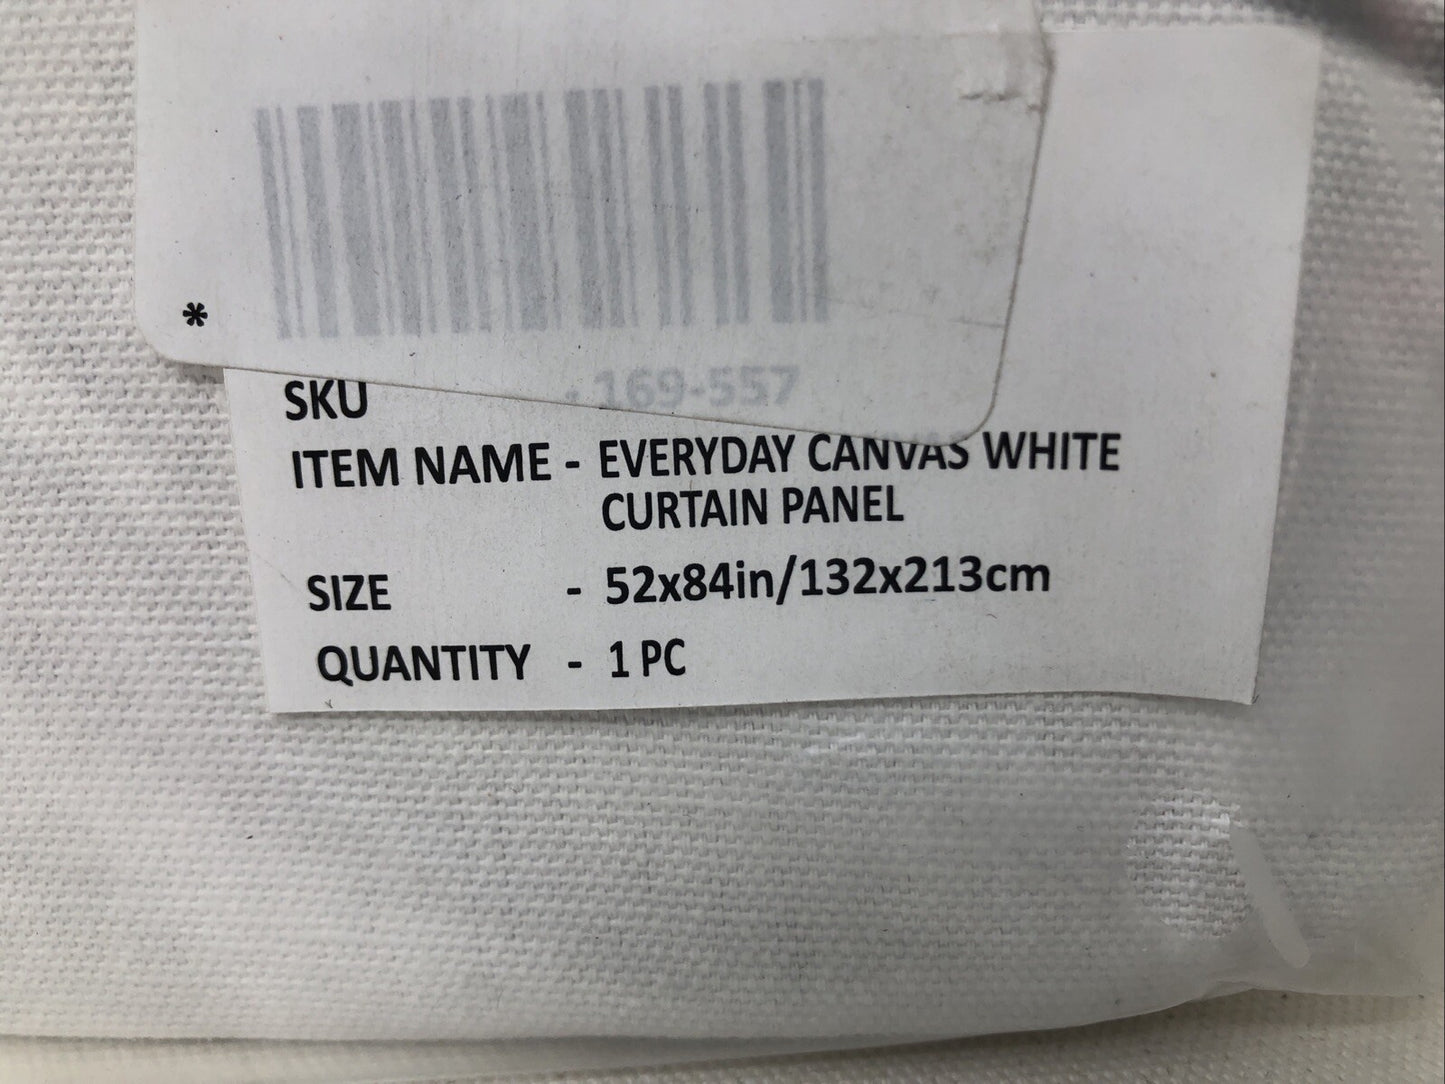 *
SKU - 169-557
ITEM NAME - EVERYDAY CANVAS WHITE
CURTAIN PANEL
SIZE - 52x84in/132x213cm
QUANTITY - 1 PC